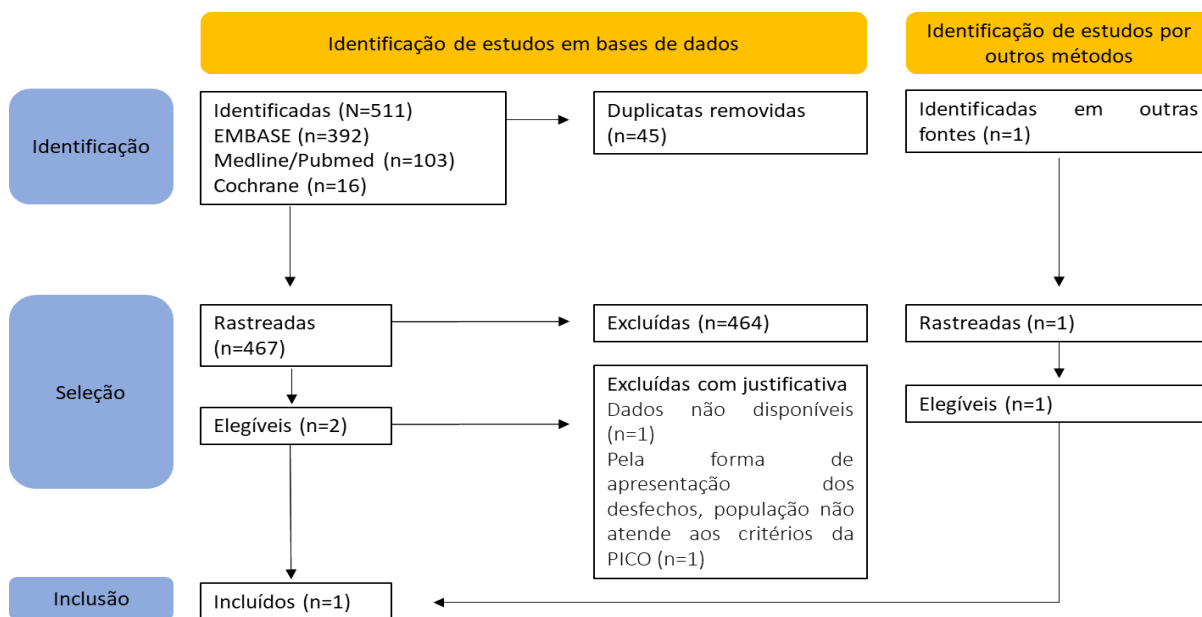 Identificação de estudos em bases de dados
Identificação de estudos por
outros métodos
Identificação
Identificadas (N=511)
EMBASE (n=392)
Medline/Pubmed (n=103)
Cochrane (n=16)
Duplicatas removidas
(n=45)
Identificadas em outras
fontes (n=1)
Seleção
Rastreadas
(n=467)
Excluídas (n=464)
Rastreadas (n=1)
Elegíveis (n=2)
Excluídas com justificativa
Dados não disponíveis
(n=1)
Pela forma de
apresentação dos
desfechos, população não
atende aos critérios da
PICO (n=1)
Elegíveis (n=1)
Inclusão
Incluídos (n=1)